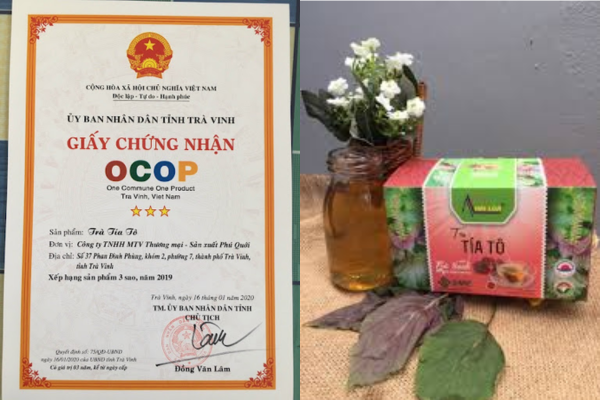 CỘNG HÒA XÃ HỘI CHỦ NGHĨA VIỆT NAM
Độc lập - Tự do - Hạnh phúc
ỦY BAN NHÂN DÂN TỈNH TRÀ VINH
GIẤY CHỨNG NHẬN
OCOP
One Commune One Product
Tra Vinh, Viet Nam
Sản phẩm: Trà Tía Tô
Đơn vị: Công ty TNHH MTV Thương mại - Sản xuất Phú Quới
Địa chỉ: Số 37 Phan Đình Phùng, khóm 2, phường 7, thành phố Trà Vinh,
tỉnh Trà Vinh
Xếp hạng sản phẩm 3 sao, năm 2019
Trà Vinh, ngày 16 tháng 01 năm 2020
TM. ỦY BAN NHÂN DÂN TỈNH
CHỦ TỊCH
Quyết định số: 75/QĐ-UBND
ngày 16/01/2020 của UBND tỉnh Trà Vinh
Có giá trị 03 năm, kể từ ngày cấp
Đồng Văn Lâm
Trà
TÍA TÔ